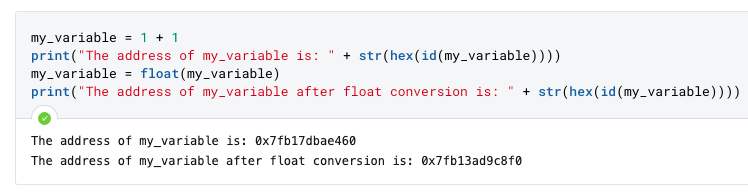 my_variable = 1 + 1
print("The address of my_variable is: " + str(hex(id(my_variable))))
my_variable = float(my_variable)
print("The address of my_variable after float conversion is: " + str(hex(id(my_variable))))
The address of my_variable is: 0x7fb17dbae460
The address of my_variable after float conversion is: 0x7fb13ad9c8f0